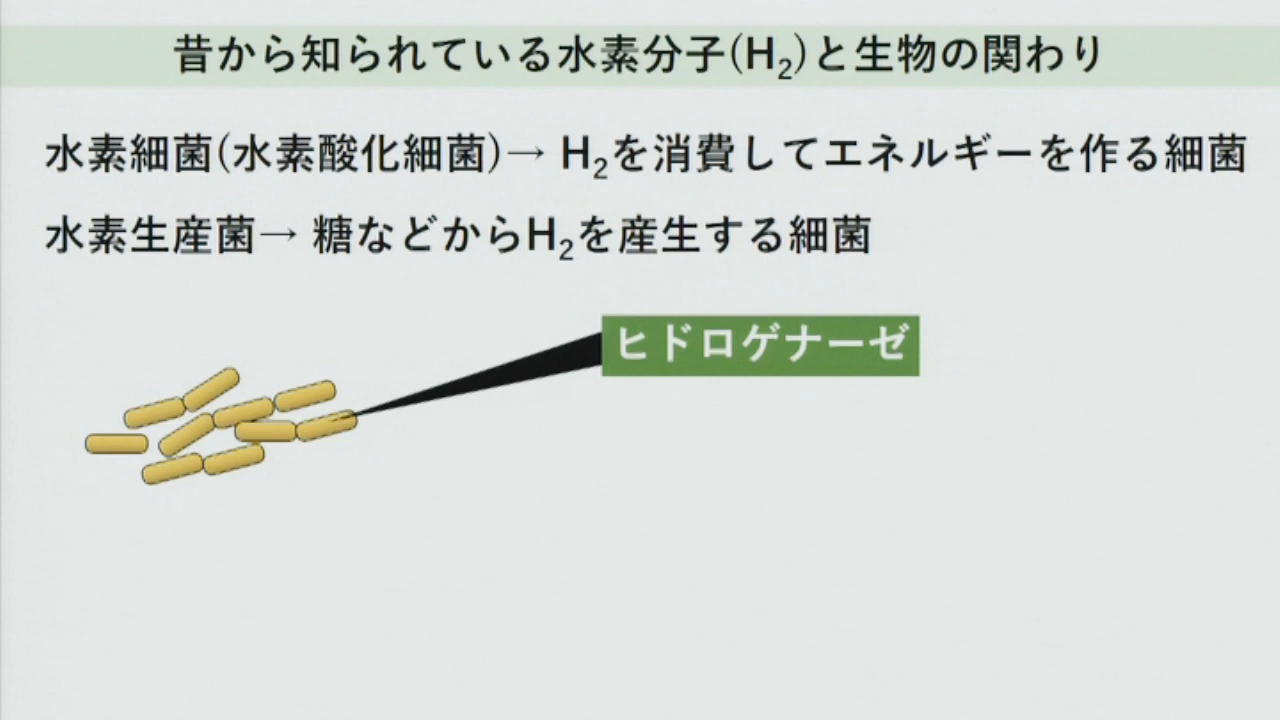 昔から知られている水素分子(H₂)と生物の関わり
水素細菌(水素酸化細菌)→ H₂を消費してエネルギーを作る細菌
水素生産菌→ 糖などからH₂を産生する細菌
ヒドロゲナーゼ